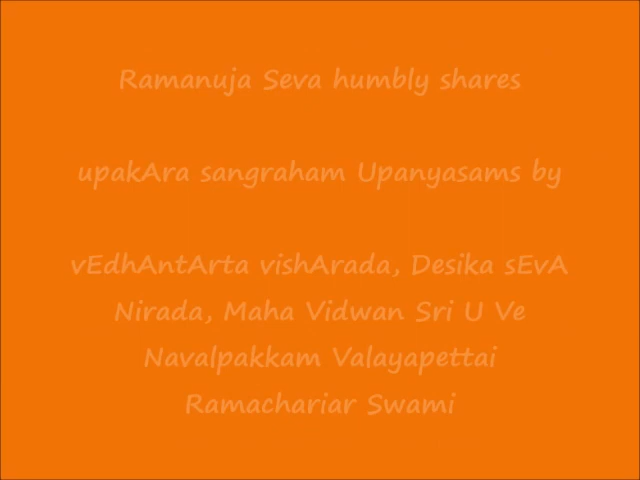 Ramanuja Seva humbly shares
upakAra sangraham Upanyasams by
vEdhAntArta vishArada, Desika sEvA
Nirada, Maha Vidwan Sri U Ve
Navalpakkam Valayapettai
Ramachariar Swami